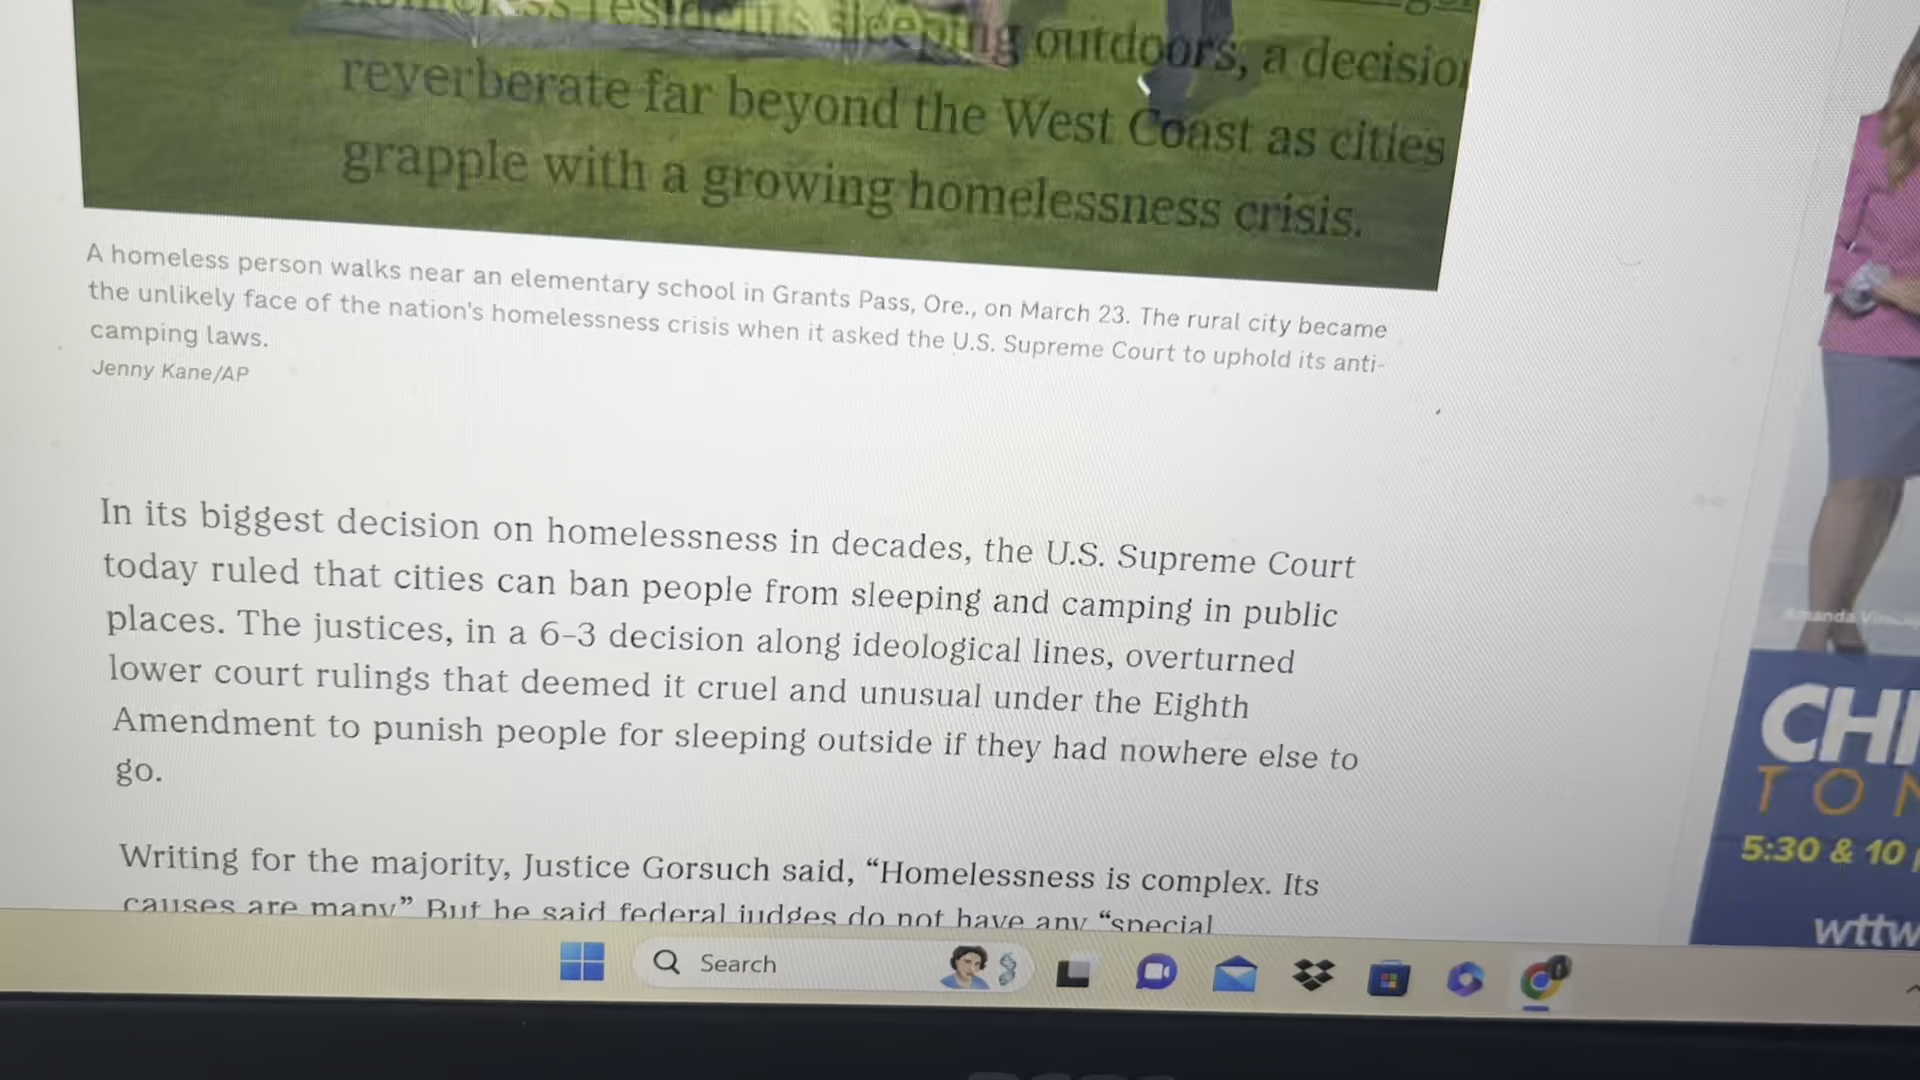 homeless residents sleeping outdoors, a decision
reverberate far beyond the West Coast as cities
grapple with a growing homelessness crisis.
A homeless person walks near an elementary school in Grants Pass, Ore., on March 23. The rural city became
the unlikely face of the nation's homelessness crisis when it asked the U.S. Supreme Court to uphold its anti-
camping laws.
Jenny Kane/AP
In its biggest decision on homelessness in decades, the U.S. Supreme Court
today ruled that cities can ban people from sleeping and camping in public
places. The justices, in a 6-3 decision along ideological lines, overturned
lower court rulings that deemed it cruel and unusual under the Eighth
Amendment to punish people for sleeping outside if they had nowhere else to
go.
Writing for the majority, Justice Gorsuch said, “Homelessness is complex. Its
causes are many” But he said federal judges do not have any “special
Amanda
CHI
TON
5:30 & 10
wttw
Search